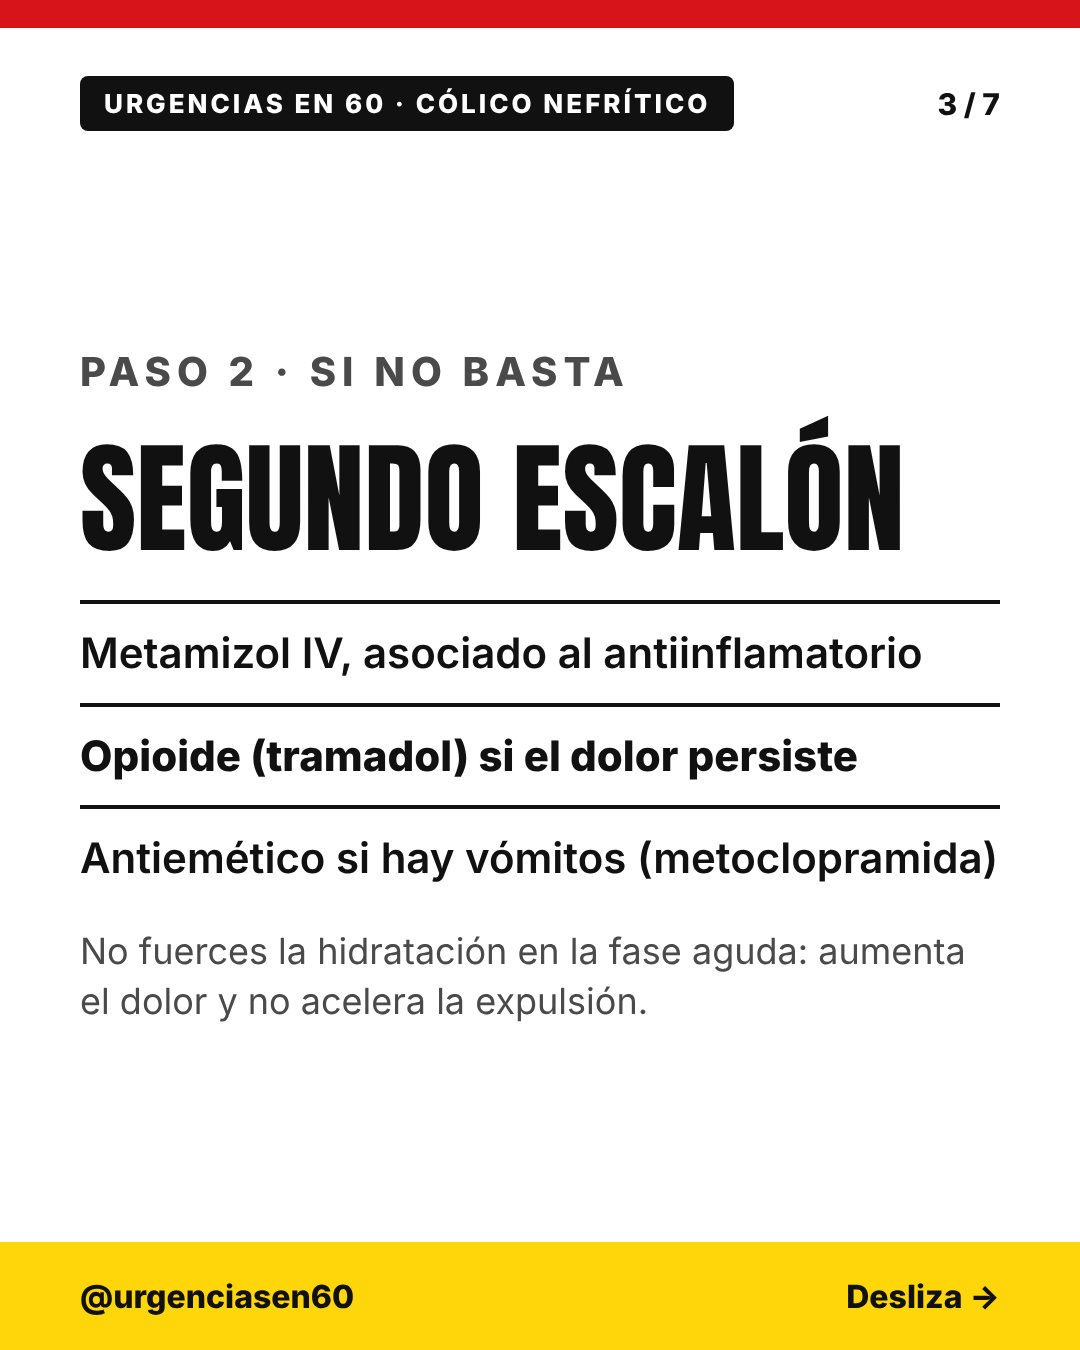 URGENCIAS EN 60 · CÓLICO NEFRÍTICO
3 / 7
PASO 2 · SI NO BASTA
SEGUNDO ESCALÓN
Metamizol IV, asociado al antiinflamatorio
Opioide (tramadol) si el dolor persiste
Antiemético si hay vómitos (metoclopramida)
No fuerces la hidratación en la fase aguda: aumenta
el dolor y no acelera la expulsión.
@urgenciasen60
Desliza →